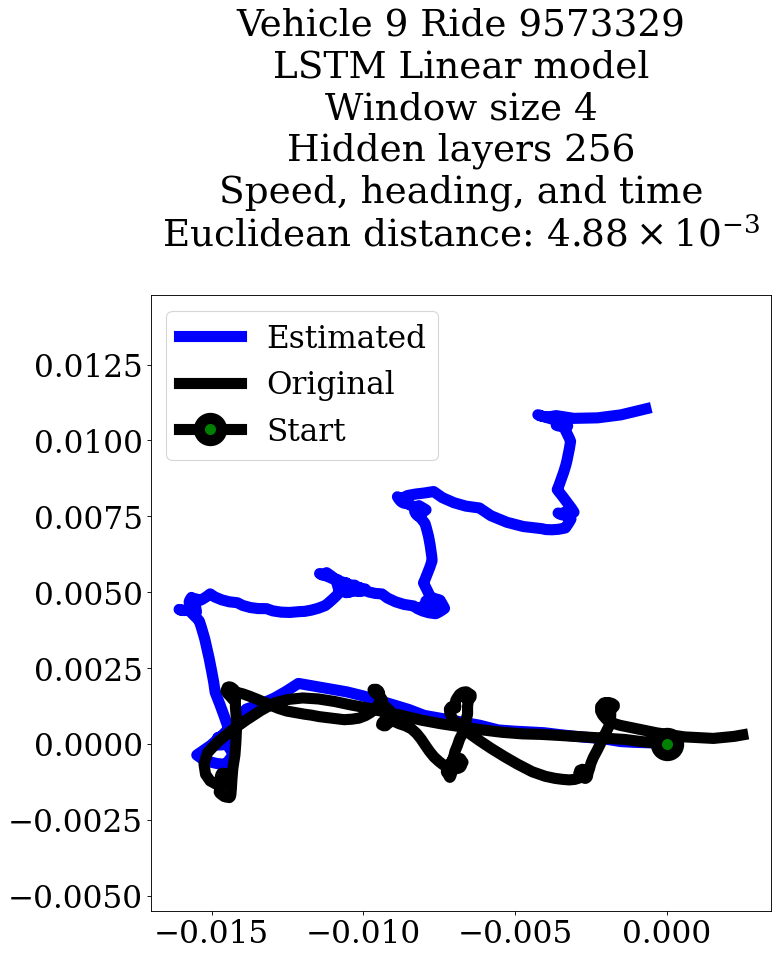 Vehicle 9 Ride 9573329
LSTM Linear model
Window size 4
Hidden layers 256
Speed, heading, and time
Euclidean distance: 4.88 × 10⁻³
Estimated
Original
Start
0.0125
0.0100
0.0075
0.0050
0.0025
0.0000
−0.0025
−0.0050
−0.015 −0.010 −0.005 0.000